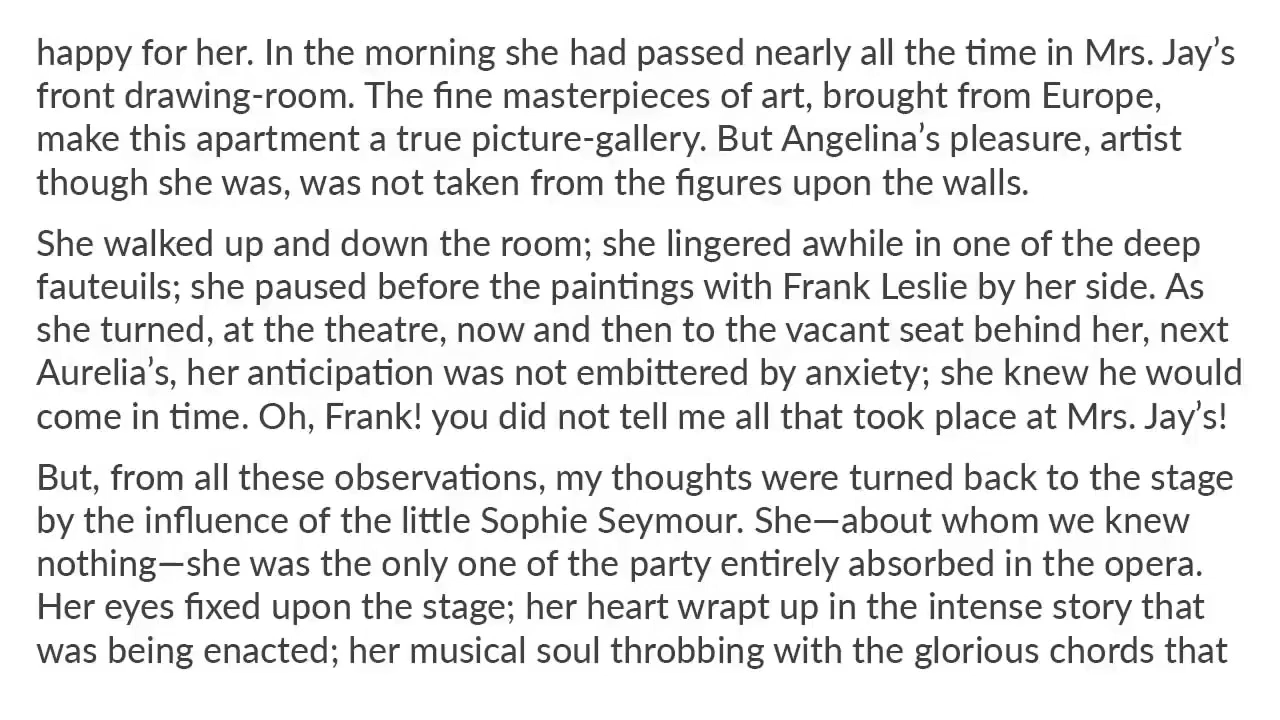 happy for her. In the morning she had passed nearly all the time in Mrs. Jay’s
front drawing-room. The fine masterpieces of art, brought from Europe,
make this apartment a true picture-gallery. But Angelina’s pleasure, artist
though she was, was not taken from the figures upon the walls.
She walked up and down the room; she lingered awhile in one of the deep
fauteuils; she paused before the paintings with Frank Leslie by her side. As
she turned, at the theatre, now and then to the vacant seat behind her, next
Aurelia’s, her anticipation was not embittered by anxiety; she knew he would
come in time. Oh, Frank! you did not tell me all that took place at Mrs. Jay’s!
But, from all these observations, my thoughts were turned back to the stage
by the influence of the little Sophie Seymour. She—about whom we knew
nothing—she was the only one of the party entirely absorbed in the opera.
Her eyes fixed upon the stage; her heart wrapt up in the intense story that
was being enacted; her musical soul throbbing with the glorious chords that